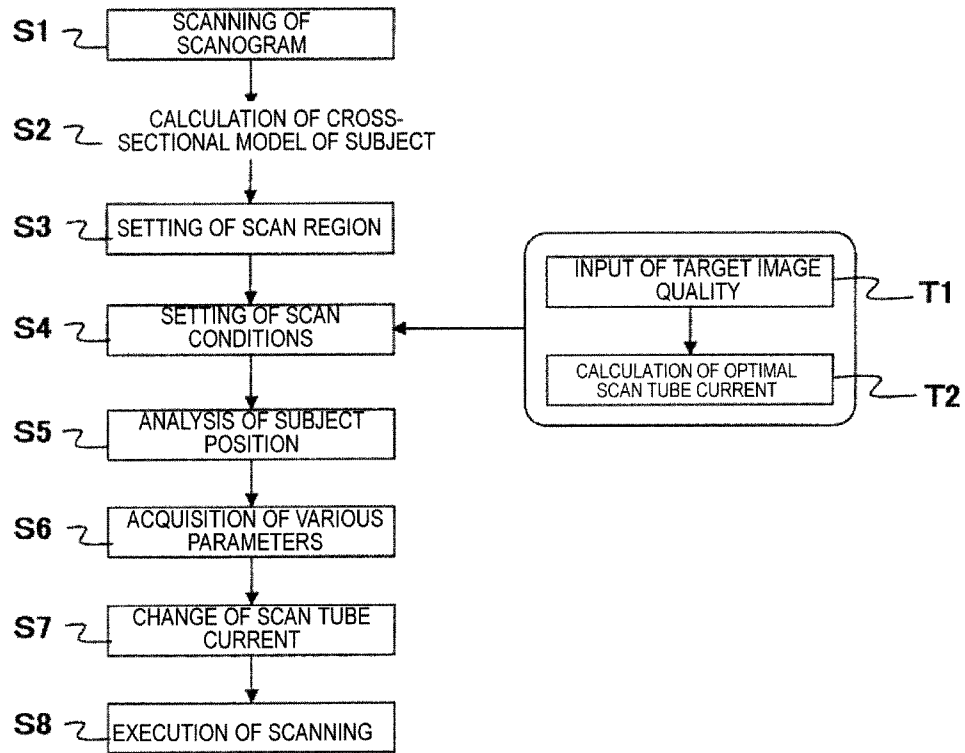 S1
SCANNING OF
SCANOGRAM
S2
CALCULATION OF CROSS-
SECTIONAL MODEL OF SUBJECT
S3
SETTING OF SCAN REGION
S4
SETTING OF SCAN
CONDITIONS
INPUT OF TARGET IMAGE
QUALITY
T1
CALCULATION OF OPTIMAL
SCAN TUBE CURRENT
T2
S5
ANALYSIS OF SUBJECT
POSITION
S6
ACQUISITION OF VARIOUS
PARAMETERS
S7
CHANGE OF SCAN TUBE
CURRENT
S8
EXECUTION OF SCANNING